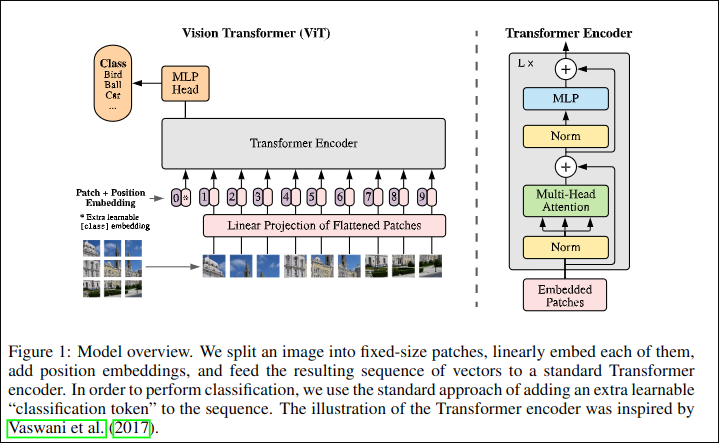 Vision Transformer (ViT)
Class
Bird
Ball
Car
...
MLP
Head
Transformer Encoder
Patch + Position
Embedding
* Extra learnable
[class] embedding
0 * 1 2 3 4 5 6 7 8 9
Linear Projection of Flattened Patches
Transformer Encoder
L x
+
MLP
Norm
+
Multi-Head
Attention
Norm
Embedded
Patches
Figure 1: Model overview. We split an image into fixed-size patches, linearly embed each of them,
add position embeddings, and feed the resulting sequence of vectors to a standard Transformer
encoder. In order to perform classification, we use the standard approach of adding an extra learnable
“classification token” to the sequence. The illustration of the Transformer encoder was inspired by
Vaswani et al. (2017).